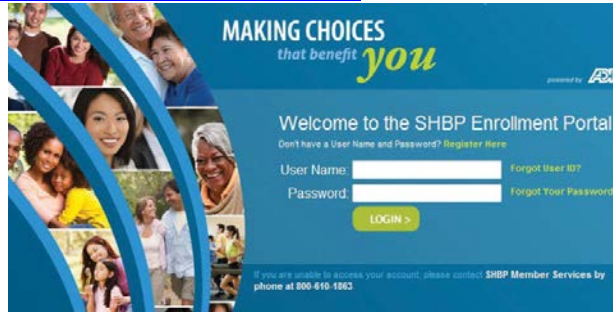 MAKING CHOICES
that benefit you
powered by ADP
Welcome to the SHBP Enrollment Portal
Don't have a User Name and Password? Register Here
User Name: Forgot User ID?
Password: Forgot Your Password
LOGIN >
If you are unable to access your account, please contact SHBP Member Services by
phone at 800-610-1863.